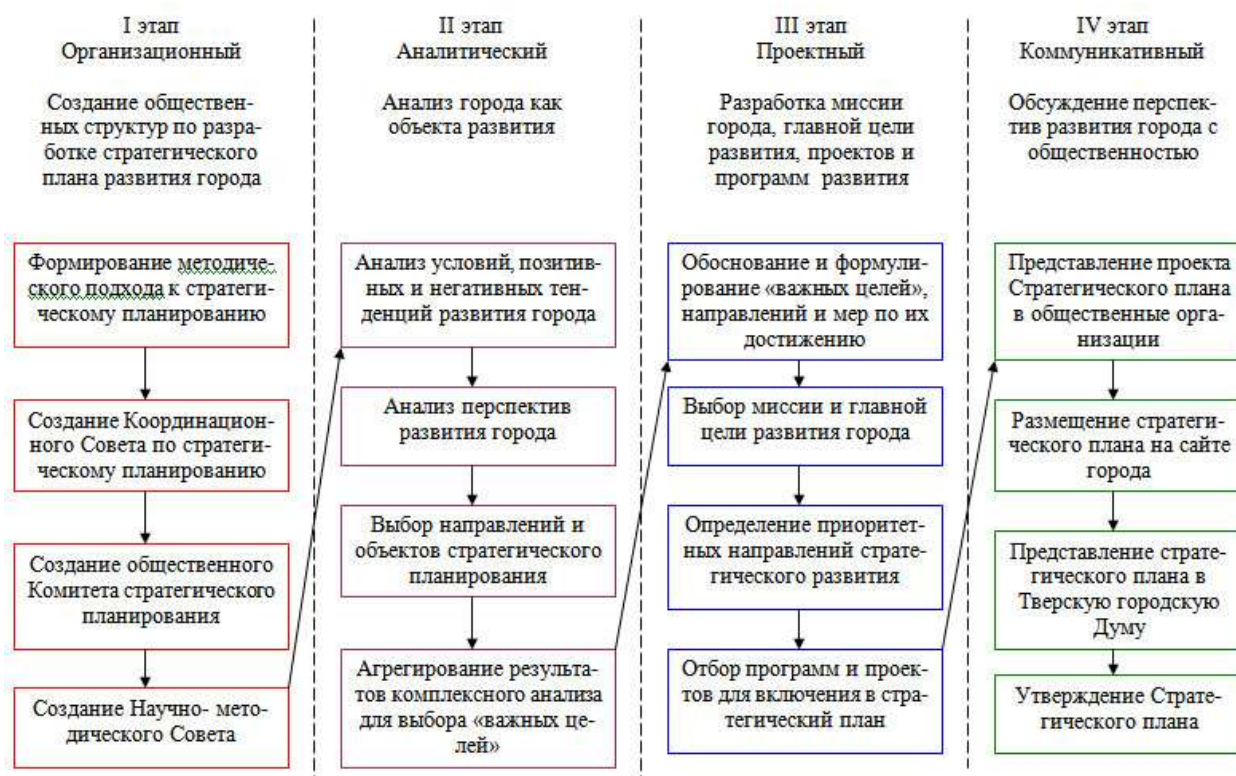 I этап
Организационный
Создание обществен-
ных структур по разра-
ботке стратегического
плана развития города
Формирование методиче-
ского подхода к стратеги-
ческому планированию
Создание Координацион-
ного Совета по стратеги-
ческому планированию
Создание общественного
Комитета стратегического
планирования
Создание Научно- мето-
дического Совета
II этап
Аналитический
Анализ города как
объекта развития
Анализ условий, позитив-
ных и негативных тен-
денций развития города
Анализ перспектив
развития города
Выбор направлений и
объектов стратегического
планирования
Агрегирование результа-
тов комплексного анализа
для выбора «важных це-
лей»
III этап
Проектный
Разработка миссии
города, главной цели
развития, проектов и
программ развития
Обоснование и формули-
рование «важных целей»,
направлений и мер по их
достижению
Выбор миссии и главной
цели развития города
Определение приоритет-
ных направлений страте-
гического развития
Отбор программ и проек-
тов для включения в стра-
тегический план
IV этап
Коммуникативный
Обсуждение перспек-
тив развития города с
общественностью
Представление проекта
Стратегического плана
в общественные орга-
низации
Размещение стратеги-
ческого плана на сайте
города
Представление страте-
гического плана в
Тверскую городскую
Думу
Утверждение Страте-
гического плана